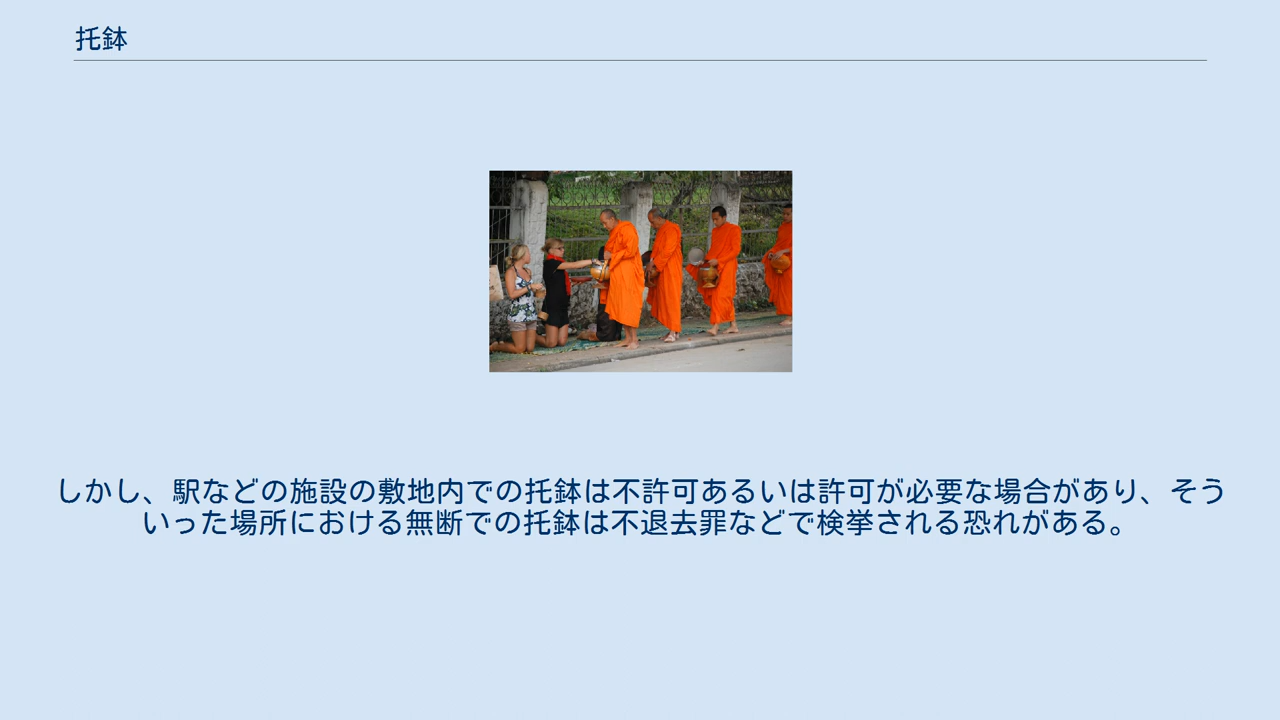 托鉢
しかし、駅などの施設の敷地内での托鉢は不許可あるいは許可が必要な場合があり、そう
いった場所における無断での托鉢は不退去罪などで検挙される恐れがある。